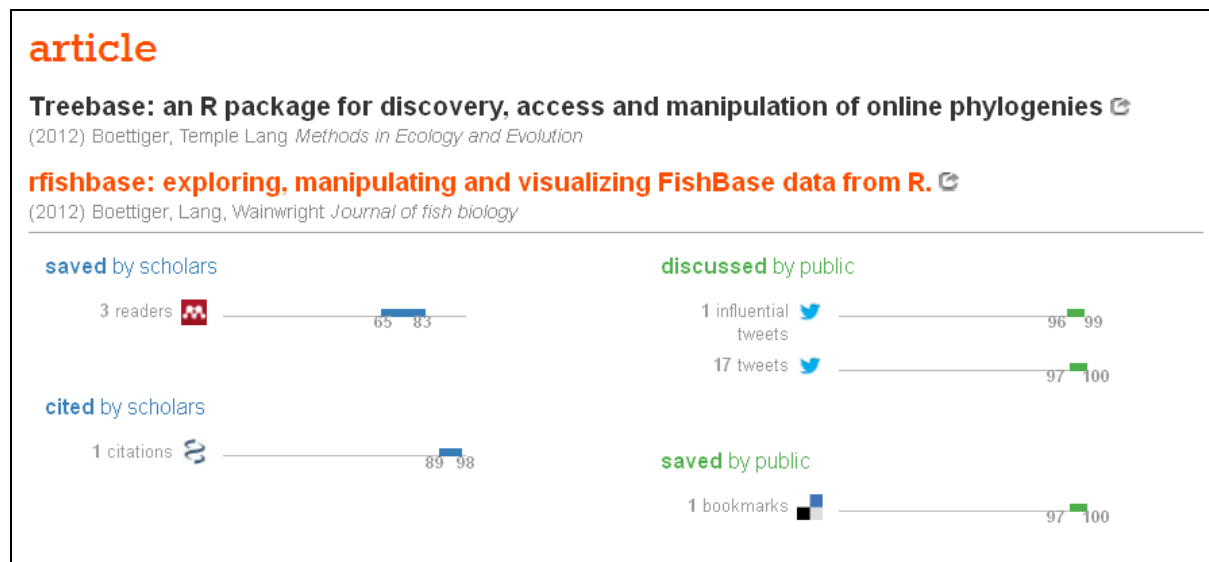 article
Treebase: an R package for discovery, access and manipulation of online phylogenies
(2012) Boettiger, Temple Lang Methods in Ecology and Evolution
rfishbase: exploring, manipulating and visualizing FishBase data from R.
(2012) Boettiger, Lang, Wainwright Journal of fish biology
saved by scholars
3 readers
65 83
cited by scholars
1 citations
89 98
discussed by public
1 influential
tweets
96 99
17 tweets
97 100
saved by public
1 bookmarks
97 100